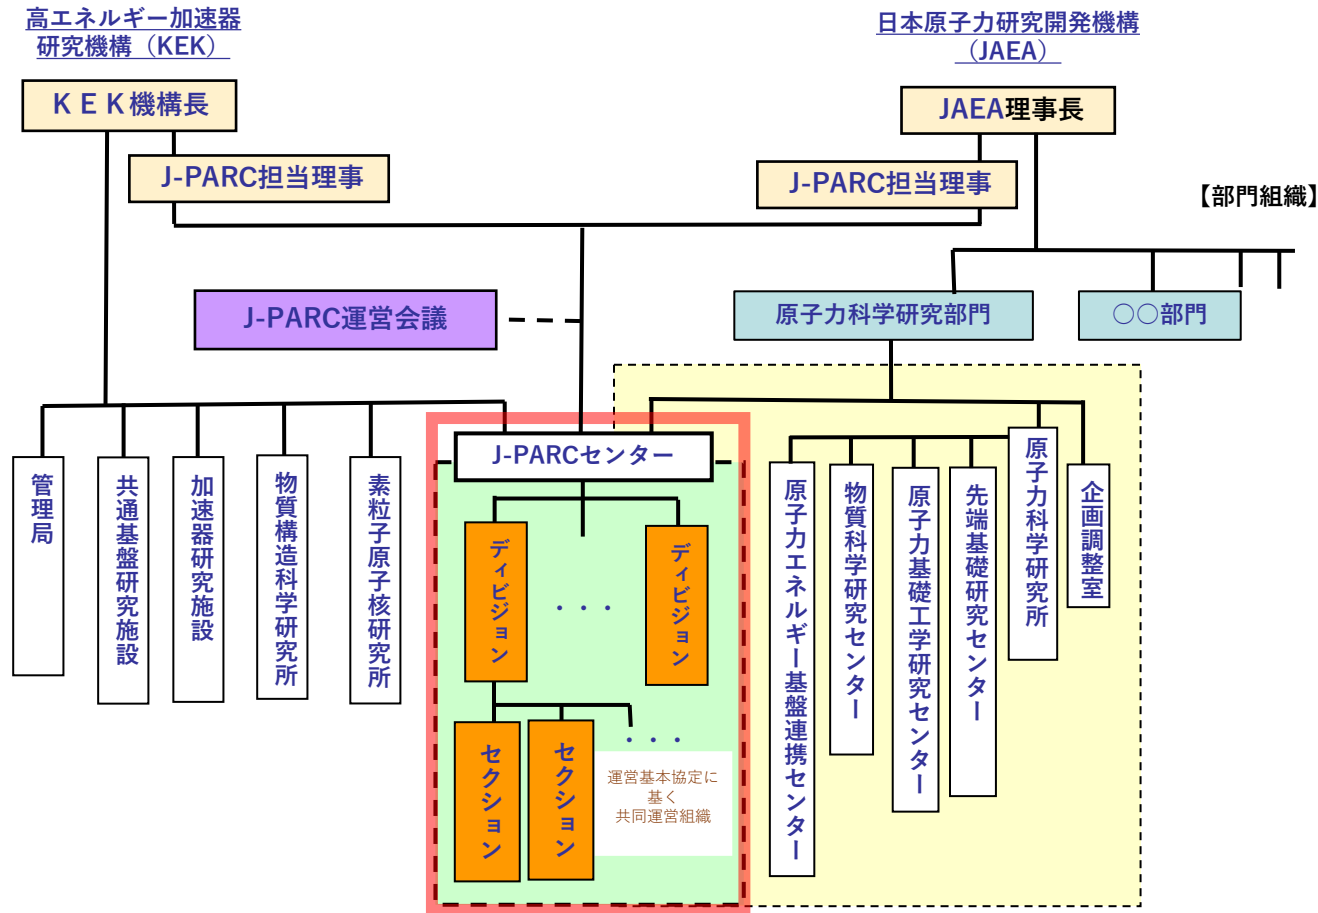 高エネルギー加速器
研究機構（KEK）
日本原子力研究開発機構
（JAEA）
ＫＥＫ機構長
JAEA理事長
J-PARC担当理事
J-PARC担当理事
【部門組織】
J-PARC運営会議
原子力科学研究部門
○○部門
J-PARCセンター
管理局
共通基盤研究施設
加速器研究施設
物質構造科学研究所
素粒子原子核研究所
ディビジョン
・・・
ディビジョン
セクション
セクション
・・・
運営基本協定に
基く
共同運営組織
原子力エネルギー基盤連携センター
物質科学研究センター
原子力基礎工学研究センター
先端基礎研究センター
原子力科学研究所
企画調整室